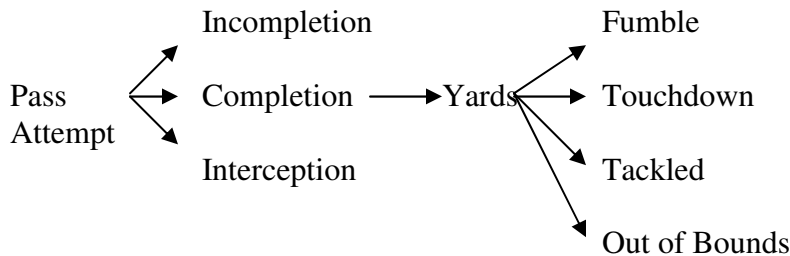 Incompletion
Fumble
Pass
Attempt
Completion
Yards
Touchdown
Interception
Tackled
Out of Bounds